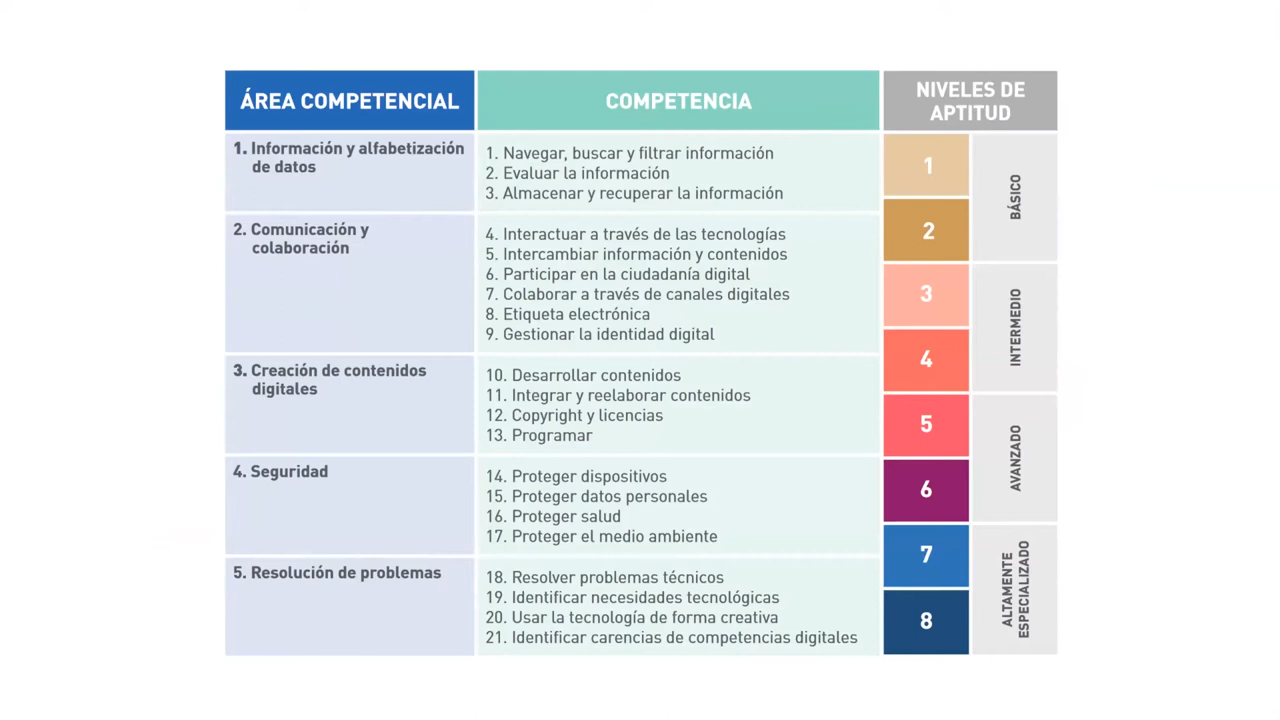 ÁREA COMPETENCIAL
COMPETENCIA
NIVELES DE
APTITUD
1. Información y alfabetización
de datos
1. Navegar, buscar y filtrar información
2. Evaluar la información
3. Almacenar y recuperar la información
2. Comunicación y
colaboración
4. Interactuar a través de las tecnologías
5. Intercambiar información y contenidos
6. Participar en la ciudadanía digital
7. Colaborar a través de canales digitales
8. Etiqueta electrónica
9. Gestionar la identidad digital
3. Creación de contenidos
digitales
10. Desarrollar contenidos
11. Integrar y reelaborar contenidos
12. Copyright y licencias
13. Programar
4. Seguridad
14. Proteger dispositivos
15. Proteger datos personales
16. Proteger salud
17. Proteger el medio ambiente
5. Resolución de problemas
18. Resolver problemas técnicos
19. Identificar necesidades tecnológicas
20. Usar la tecnología de forma creativa
21. Identificar carencias de competencias digitales
1
2
BÁSICO
3
4
INTERMEDIO
5
6
AVANZADO
7
8
ALTAMENTE
ESPECIALIZADO